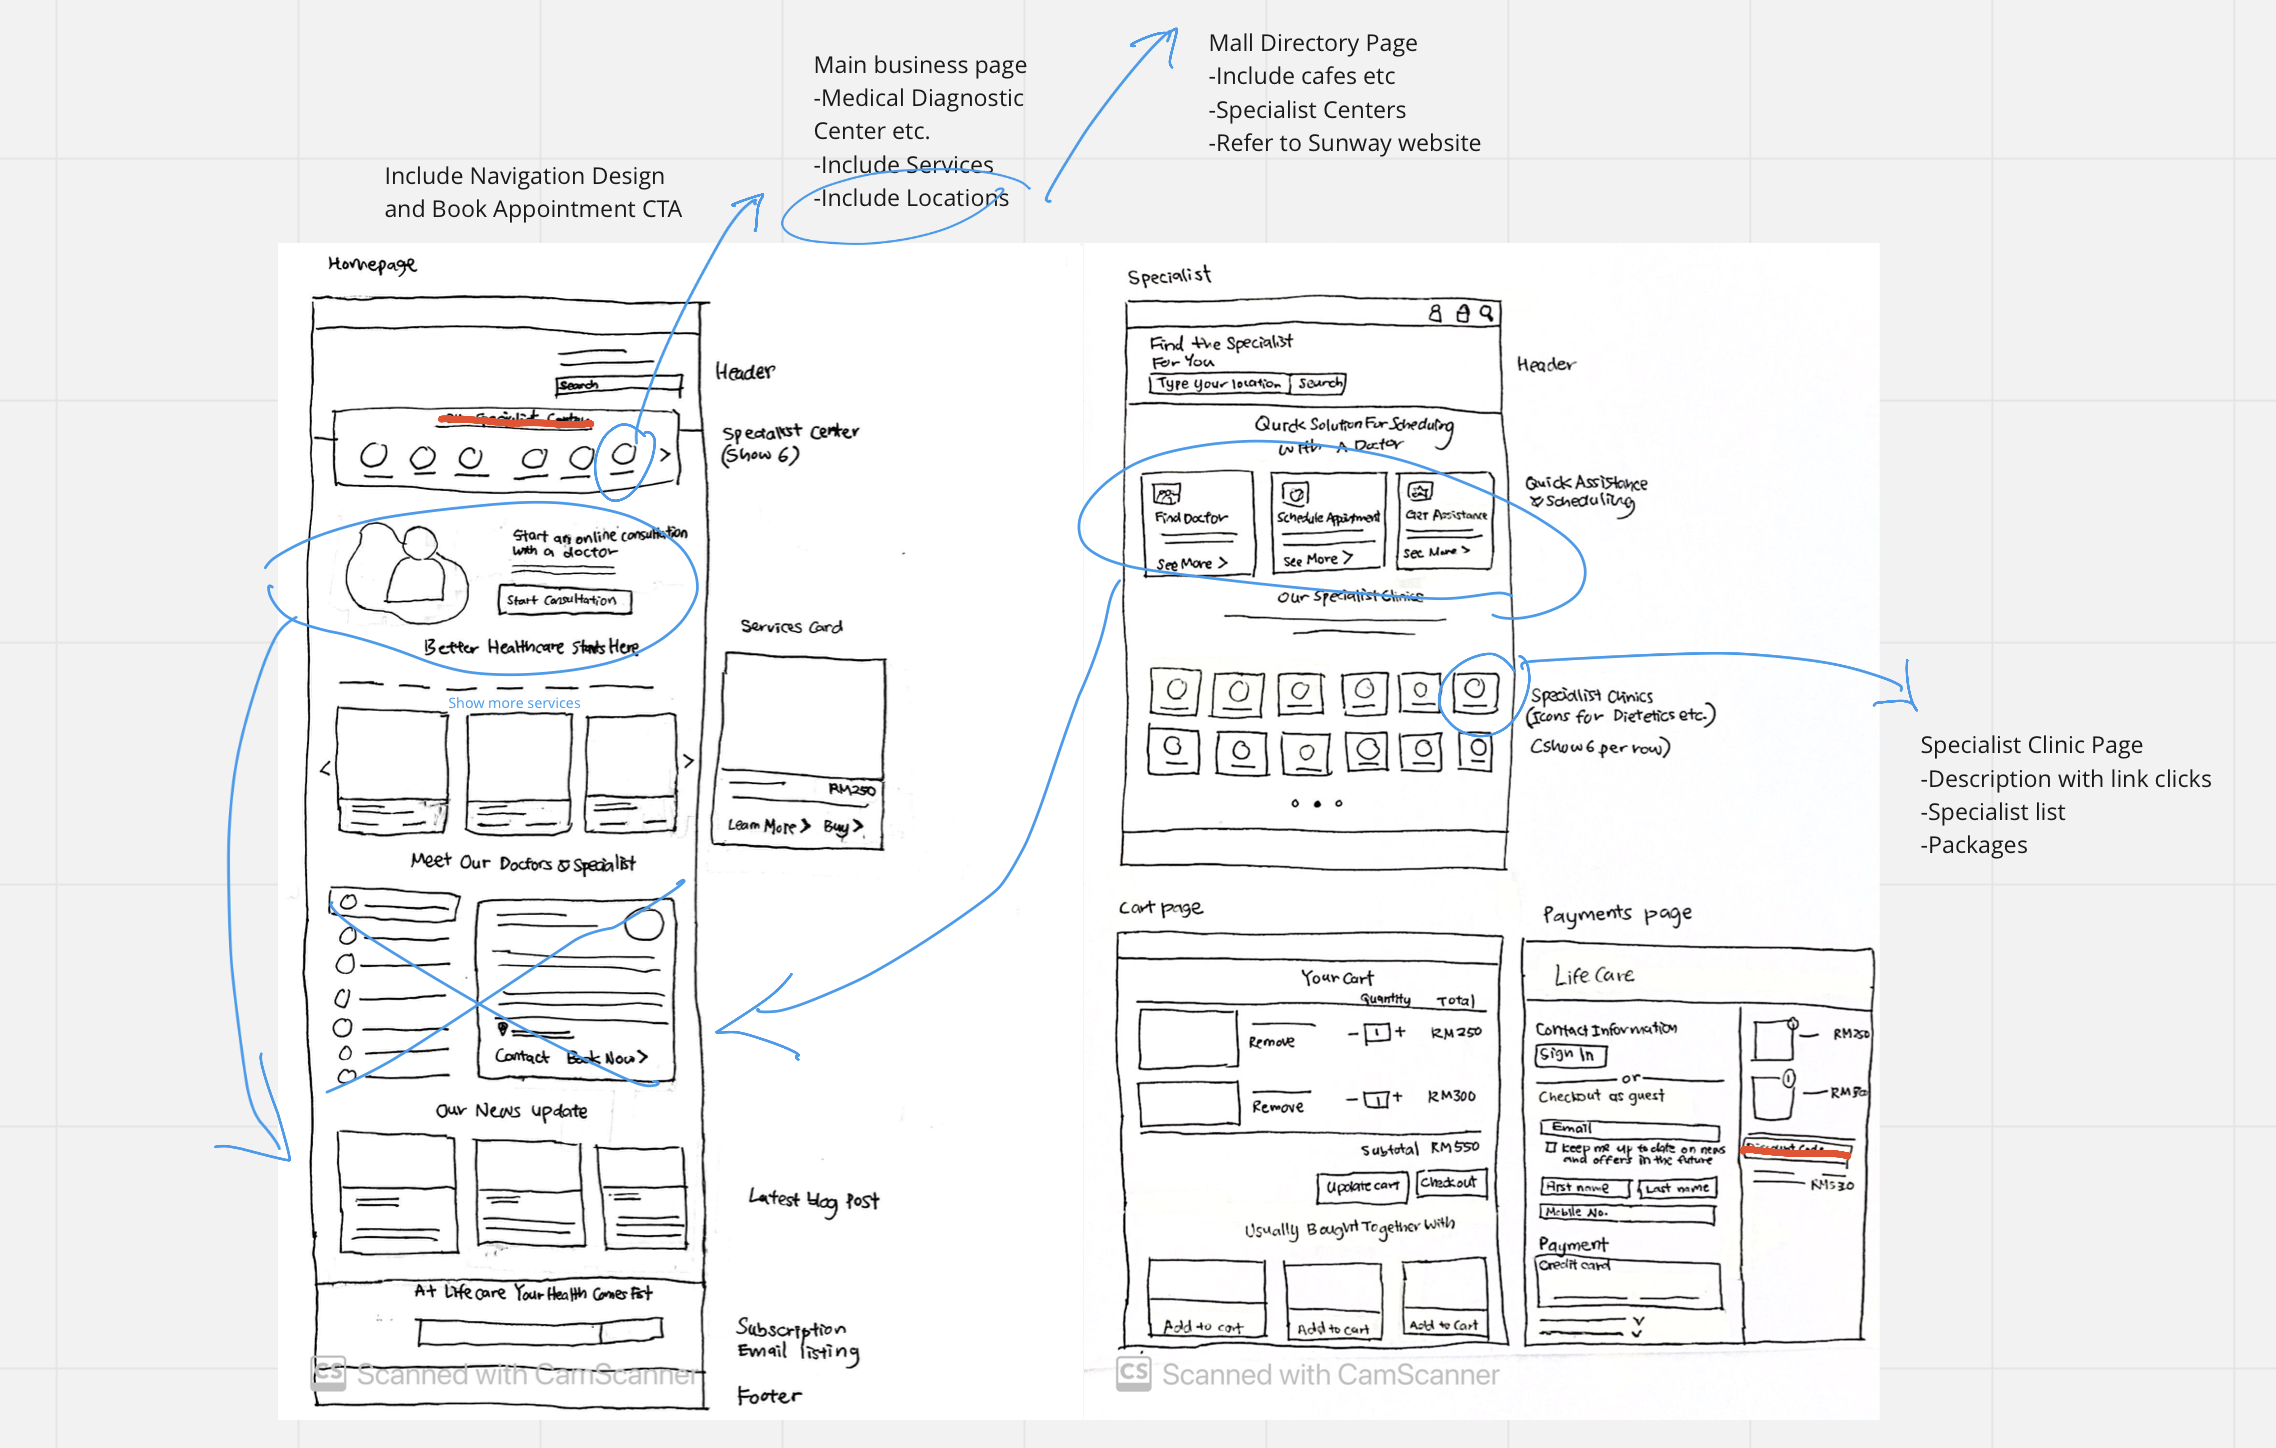 Mall Directory Page
-Include cafes etc
-Specialist Centers
-Refer to Sunway website
Main business page
-Medical Diagnostic
Center etc.
-Include Services
-Include Locations
Include Navigation Design
and Book Appointment CTA
Homepage
Search
Header
Specialist Center
(Show 6)
Start an online consultation
with a doctor
Start Consultation
Better Healthcare Starts Here
Show more services
Services Card
RM250
Learn More > Buy >
Meet Our Doctors & Specialist
Contact Book Now >
Our News update
Latest blog Post
At Lifecare Your Health Comes Fist
Subscription
Email listing
Footer
CS Scanned with CamScanner
Specialist
Find the Specialist
For You
Type your location Search
Header
Quick Solution For Scheduling
With A Doctor
Find Doctor
See More >
Schedule Appointment
See More >
Get Assistance
See More >
Quick Assistance
& Scheduling
Our Specialist Clinics
Specialist Clinics
(Icons for Dietetics etc.)
(show 6 per row)
Specialist Clinic Page
-Description with link clicks
-Specialist list
-Packages
Cart page
Your Cart
Quantity Total
Remove - 1 + RM250
Remove - 1 + RM300
Subtotal RM550
Update cart Checkout
Usually Bought Together With
Add to cart Add to cart Add to cart
Payments page
Life Care
Contact Information
Sign In
or
Checkout as guest
Email
Keep me up to date on news
and offers in the future
First name Last name
Mobile No.
Payment
Credit card
1 RM250
1
RM530
CS Scanned with CamScanner